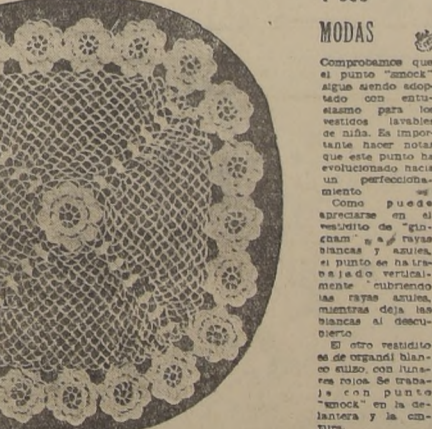 MODAS
Comprobamos que
el punto "smock"
sigue siendo adop-
tado con entu-
siasmo para los
vestidos lavables
de niña. Es impor-
tante hacer notar
que este punto ha
evolucionado hacia
un perfecciona-
miento
Como puede
apreciarse en el
vestidito de "gin-
gham" a rayas
blancas y azules,
el punto se ha tra-
bajado vertical-
mente cubriendo
las rayas azules,
mientras deja las
blancas al descu-
bierto
El otro vestidito
es de organdí blan-
co suizo, con luna-
res rojos. Se traba-
ja con punto
"smock" en la de-
lantera y la cin-
tura